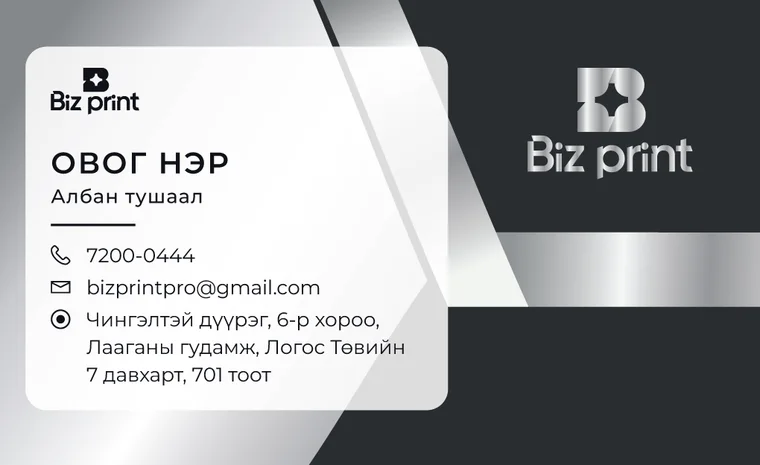 Biz print
ОВОГ НЭР
Албан тушаал
7200-0444
bizprintpro@gmail.com
Чингэлтэй дүүрэг, 6-р хороо,
Лааганы гудамж, Логос Төвийн
7 давхарт, 701 тоот
Biz print